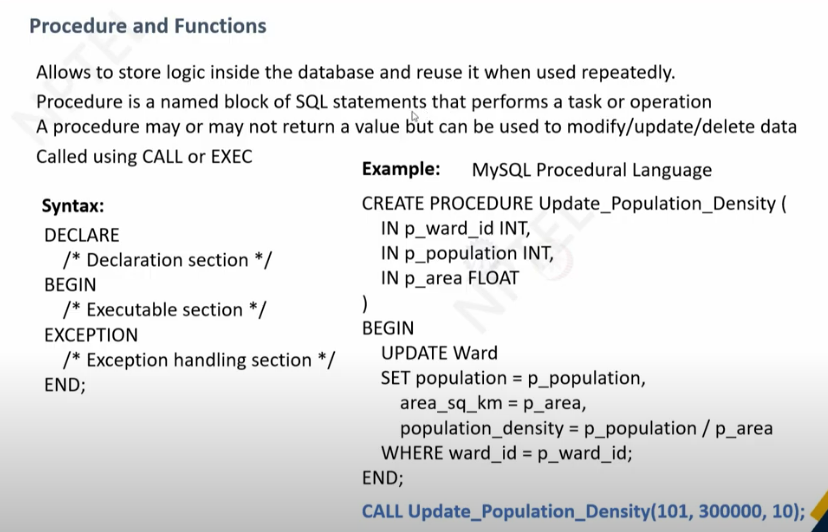 Procedure and Functions
Allows to store logic inside the database and reuse it when used repeatedly.
Procedure is a named block of SQL statements that performs a task or operation
A procedure may or may not return a value but can be used to modify/update/delete data
Called using CALL or EXEC
Syntax:
DECLARE
/* Declaration section */
BEGIN
/* Executable section */
EXCEPTION
/* Exception handling section */
END;
Example: MySQL Procedural Language
CREATE PROCEDURE Update_Population_Density (
IN p_ward_id INT,
IN p_population INT,
IN p_area FLOAT
)
BEGIN
UPDATE Ward
SET population = p_population,
area_sq_km = p_area,
population_density = p_population / p_area
WHERE ward_id = p_ward_id;
END;
CALL Update_Population_Density(101, 300000, 10);